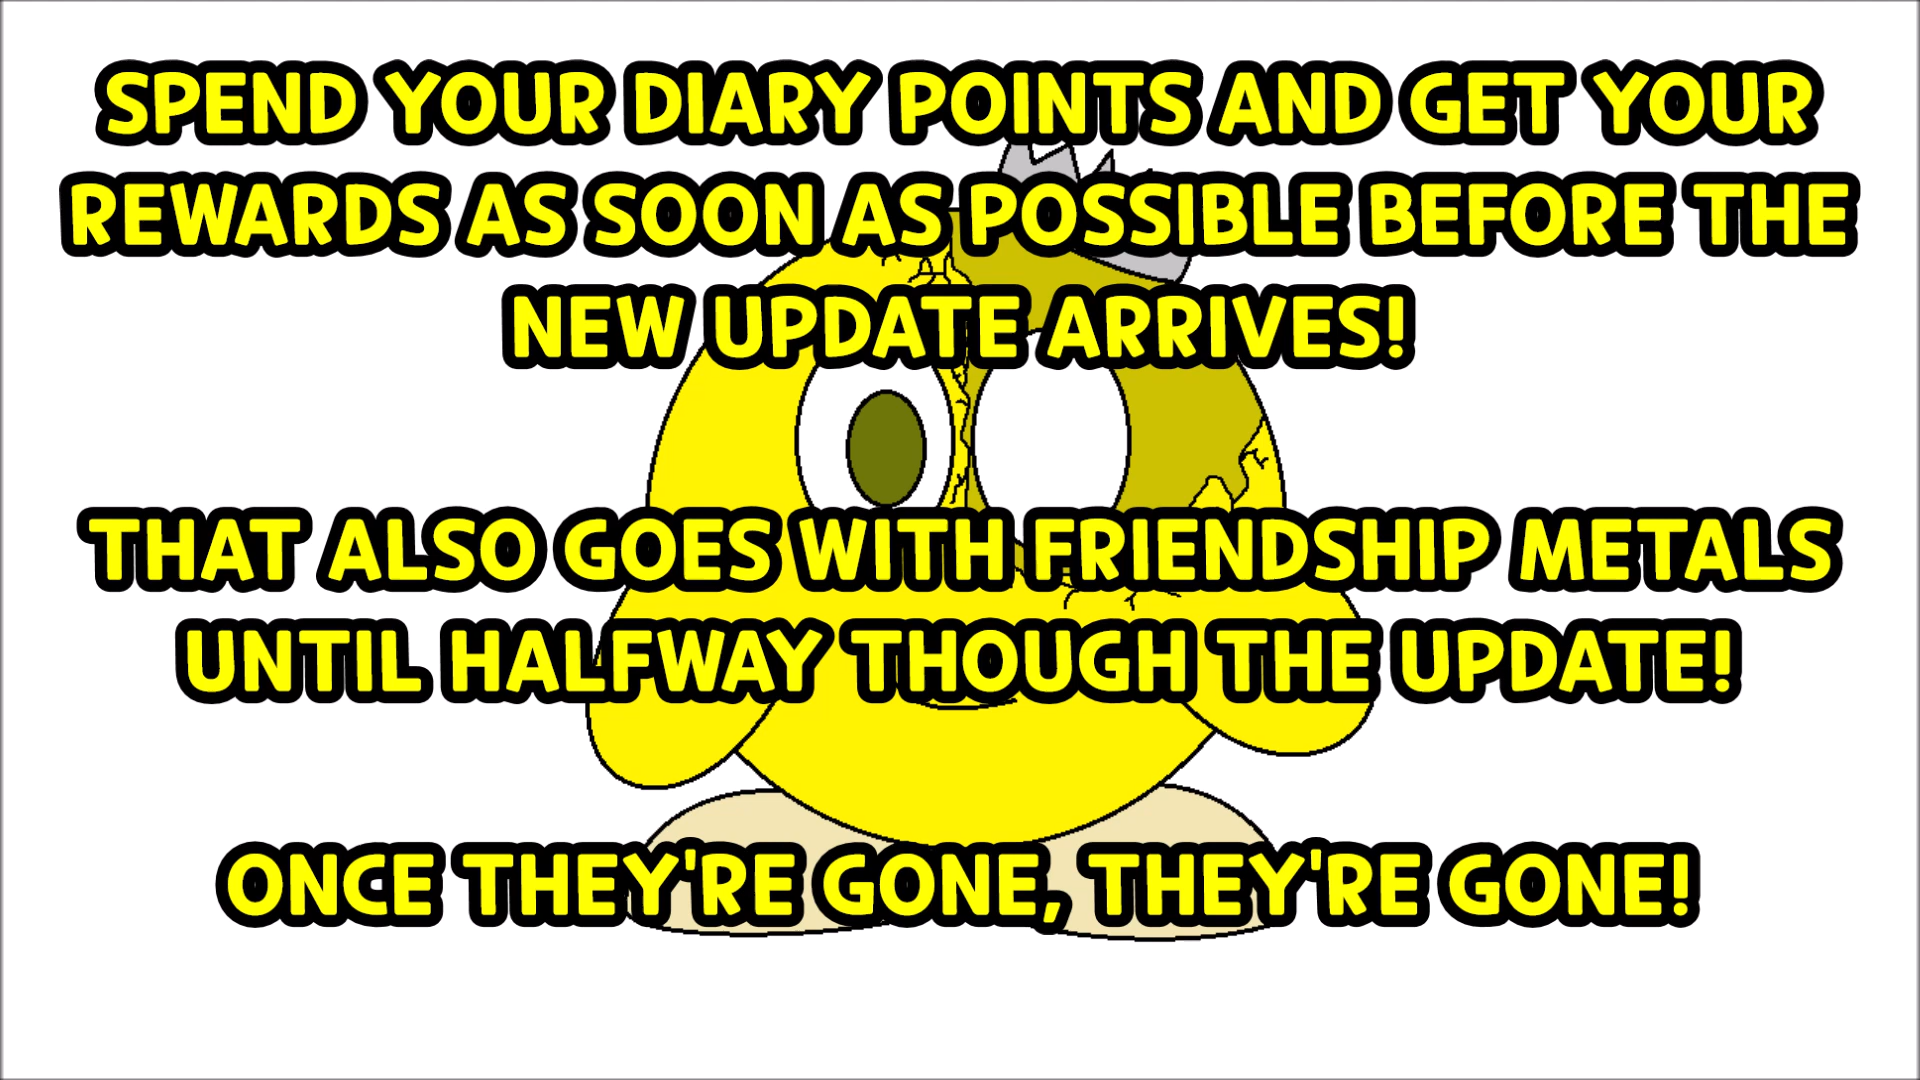 SPEND YOUR DIARY POINTS AND GET YOUR
REWARDS AS SOON AS POSSIBLE BEFORE THE
NEW UPDATE ARRIVES!
THAT ALSO GOES WITH FRIENDSHIP METALS
UNTIL HALFWAY THOUGH THE UPDATE!
ONCE THEY'RE GONE, THEY'RE GONE!